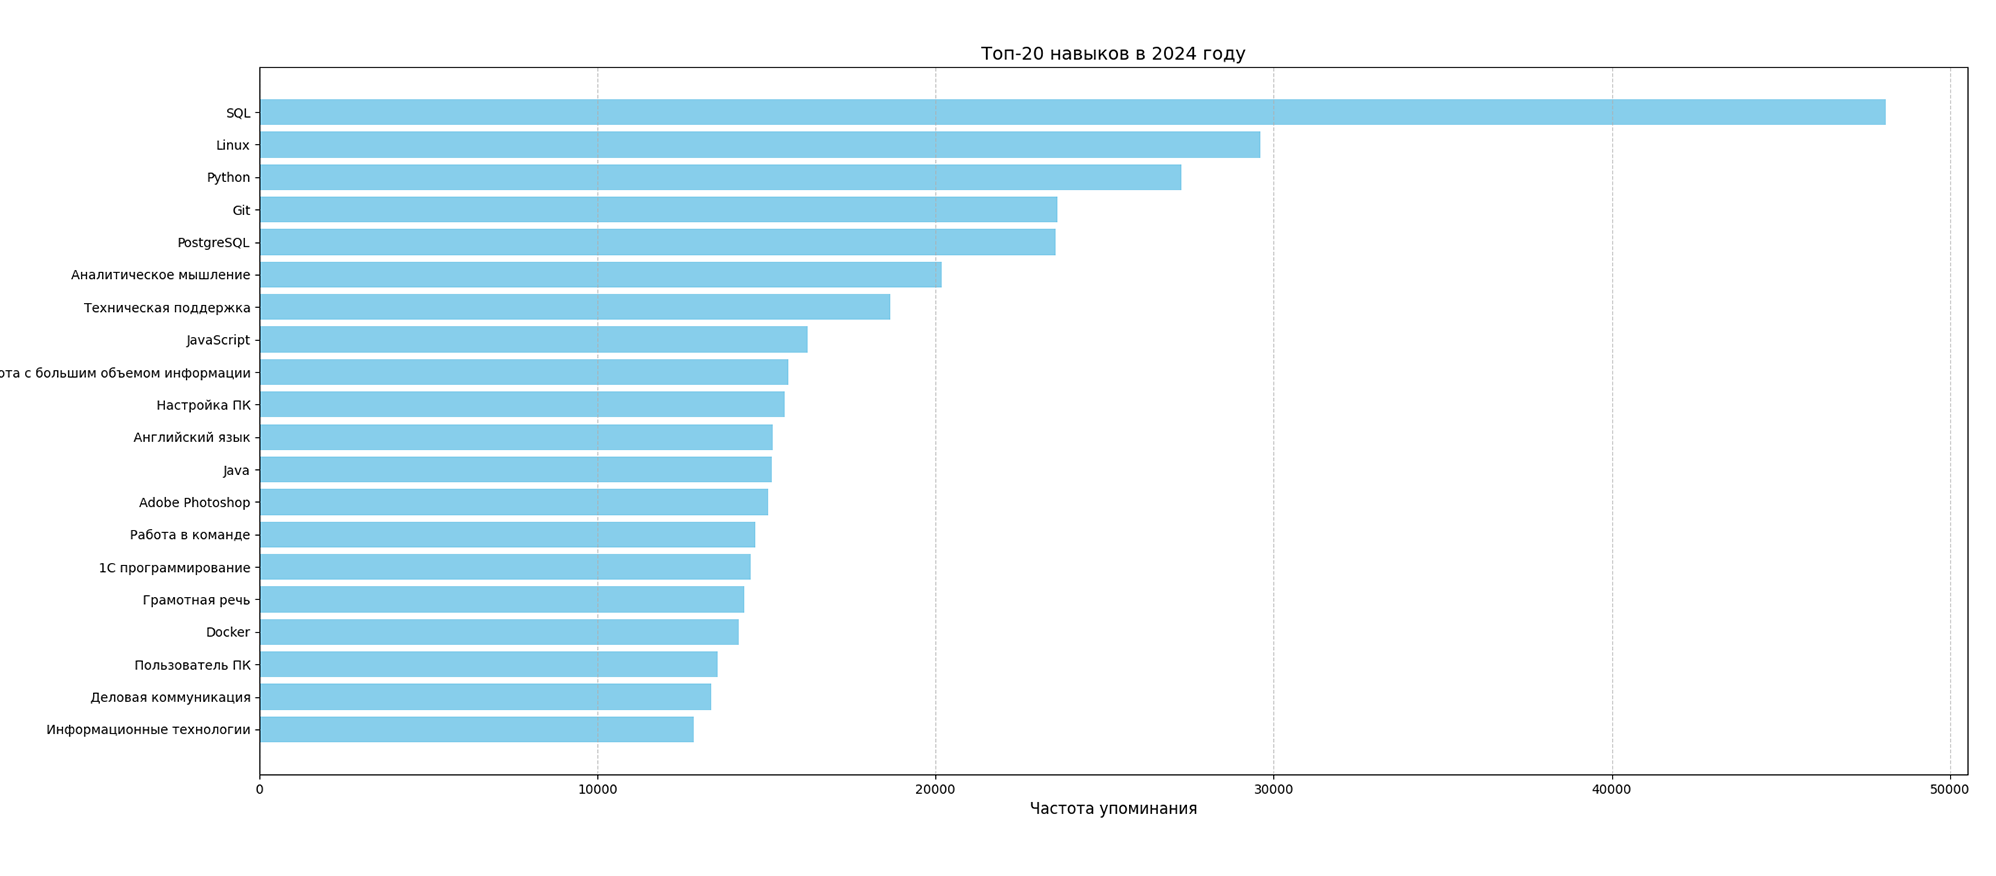 Топ-20 навыков в 2024 году
SQL
Linux
Python
Git
PostgreSQL
Аналитическое мышление
Техническая поддержка
JavaScript
с большим объемом информации
Настройка ПК
Английский язык
Java
Adobe Photoshop
Работа в команде
1С программирование
Грамотная речь
Docker
Пользователь ПК
Деловая коммуникация
Информационные технологии
0 10000 20000 30000 40000 50000
Частота упоминания